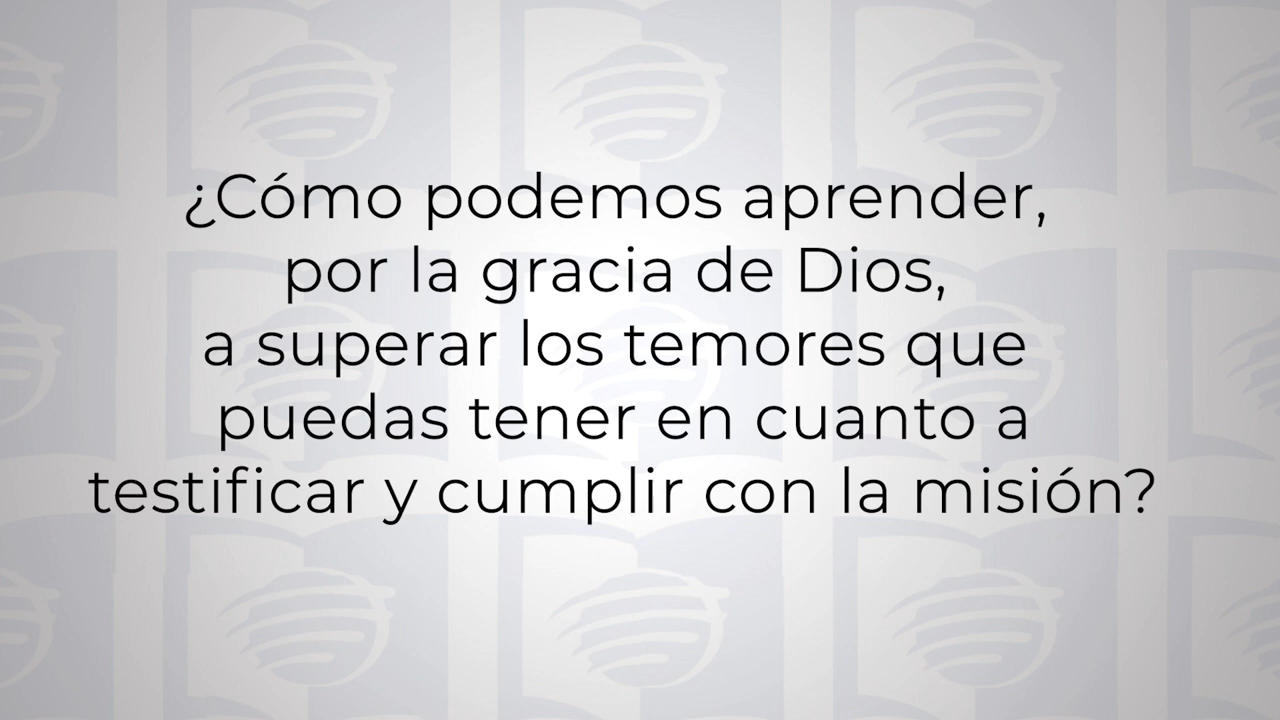 ¿Cómo podemos aprender,
por la gracia de Dios,
a superar los temores que
puedas tener en cuanto a
testificar y cumplir con la misión?